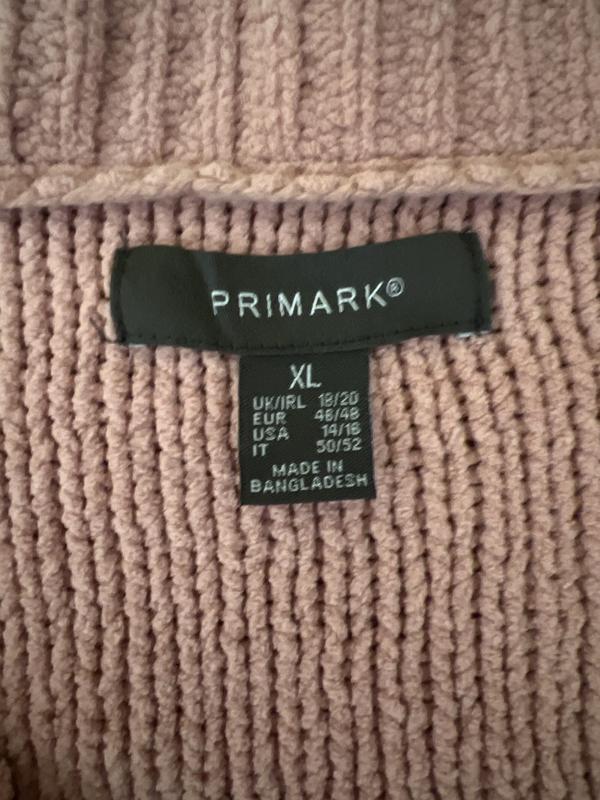 PRIMARK®
XL
UK/IRL 18/20
EUR 46/48
USA 14/16
IT 50/52
MADE IN
BANGLADESH